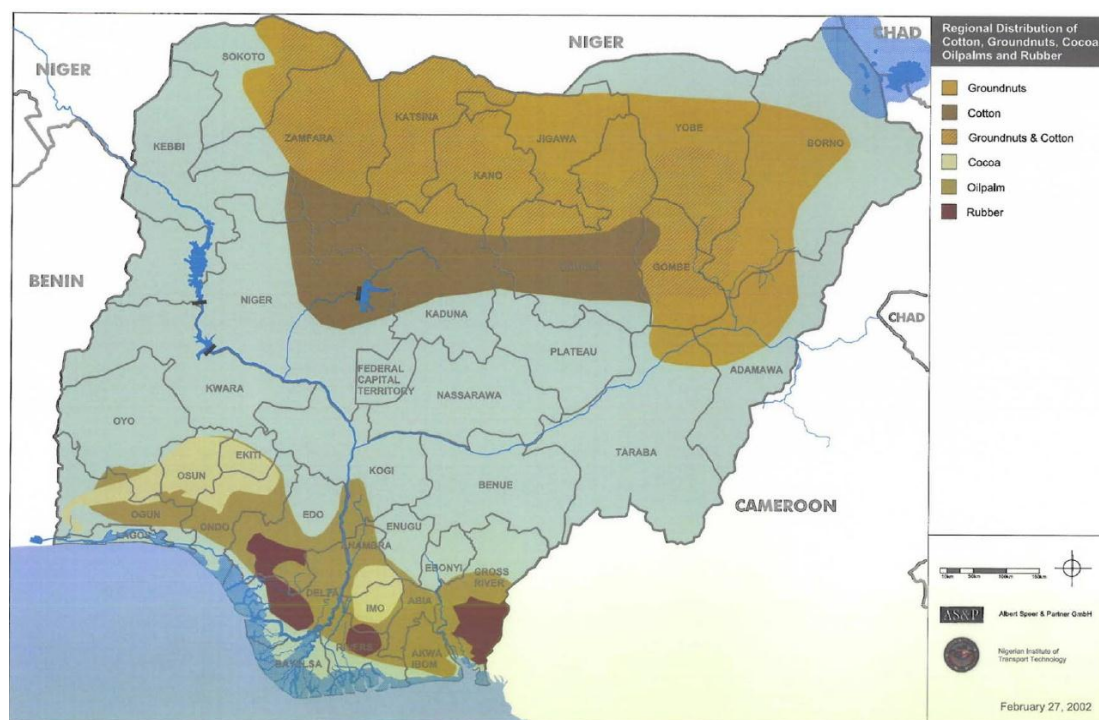 NIGER
CHAD
Regional Distribution of
Cotton, Groundnuts, Cocoa
Oilpalms and Rubber
SOKOTO
NIGER
KATSINA
Groundnuts
ZAMFARA
JIGAWA
YOBE
Cotton
KEBBI
BORNO
Groundnuts & Cotton
KANO
Cocoa
Oilpalm
Rubber
BENIN
GOMBE
NIGER
KADUNA
CHAD
PLATEAU
FEDERAL
CAPITAL
TERRITORY
ADAMAWA
KWARA
NASSARAWA
OYO
EKITI
OSUN
KOGI
TARABA
BENUE
CAMEROON
OGUN
EDO
ONDO
ENUGU
LAGOS
EBONYI
CROSS
RIVER
DELTA
IMO
ABIA
AKWA
IBOM
AS&P
Albert Speer & Partner GmbH
Nigerian Institute of
Transport Technology
February 27, 2002